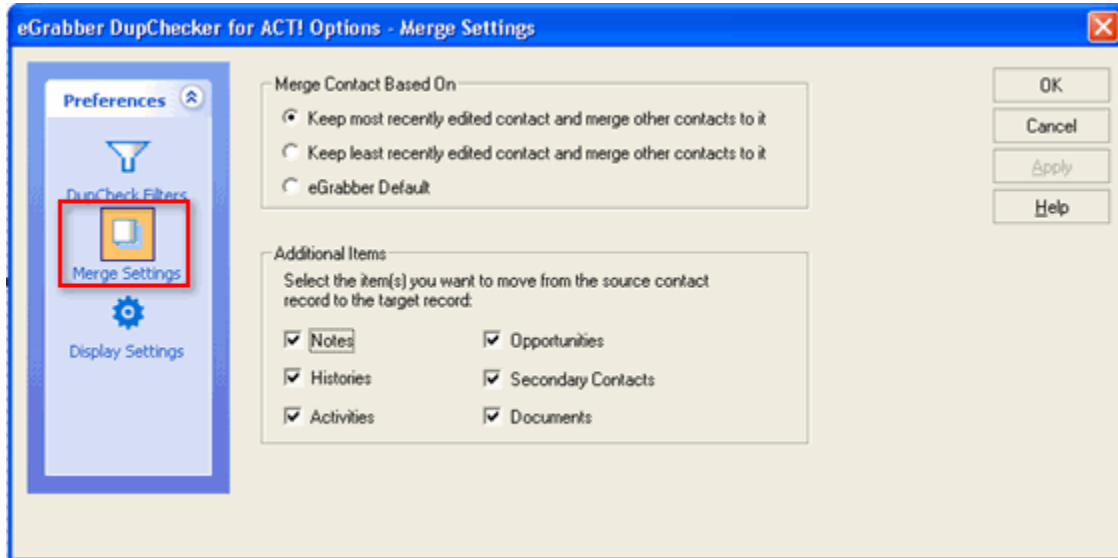 eGrabber DupChecker for ACT! Options - Merge Settings
Preferences
DupCheck Filters
Merge Settings
Display Settings
Merge Contact Based On
Keep most recently edited contact and merge other contacts to it
Keep least recently edited contact and merge other contacts to it
eGrabber Default
Additional Items
Select the item(s) you want to move from the source contact
record to the target record:
Notes
Opportunities
Histories
Secondary Contacts
Activities
Documents
OK
Cancel
Apply
Help